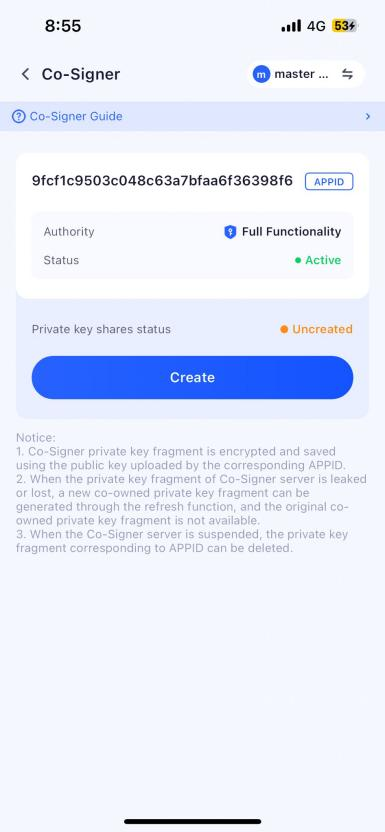 8:55
4G
53
Co-Signer
m
master ...
Co-Signer Guide
9fcf1c9503c048c63a7bfaa6f36398f6
APPID
Authority
Full Functionality
Status
Active
Private key shares status
Uncreated
Create
Notice:
1. Co-Signer private key fragment is encrypted and saved
using the public key uploaded by the corresponding APPID.
2. When the private key fragment of Co-Signer server is leaked
or lost, a new co-owned private key fragment can be
generated through the refresh function, and the original co-
owned private key fragment is not available.
3. When the Co-Signer server is suspended, the private key
fragment corresponding to APPID can be deleted.